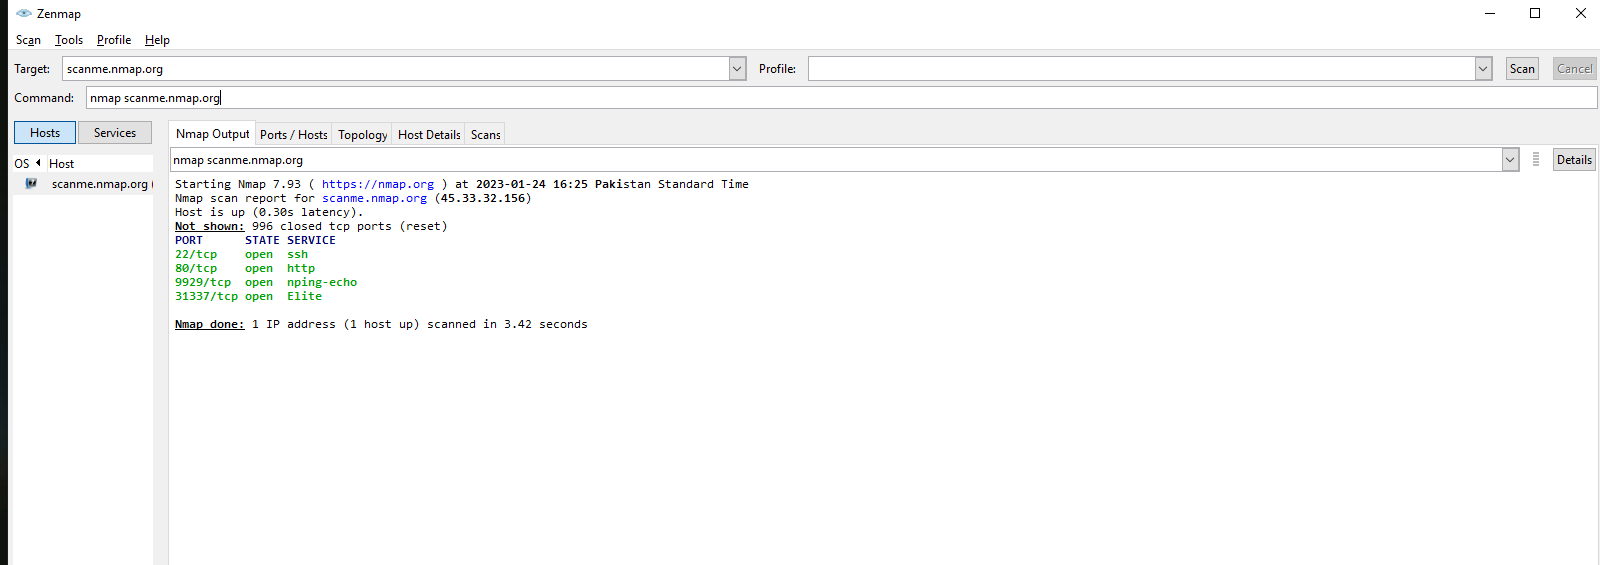 Zenmap
Scan Tools Profile Help
Target: scanme.nmap.org Profile: Scan Cancel
Command: nmap scanme.nmap.org
Hosts Services
Nmap Output Ports / Hosts Topology Host Details Scans
OS Host
scanme.nmap.org (
nmap scanme.nmap.org Details
Starting Nmap 7.93 ( https://nmap.org ) at 2023-01-24 16:25 Pakistan Standard Time
Nmap scan report for scanme.nmap.org (45.33.32.156)
Host is up (0.30s latency).
Not shown: 996 closed tcp ports (reset)
PORT STATE SERVICE
22/tcp open ssh
80/tcp open http
9929/tcp open nping-echo
31337/tcp open Elite
Nmap done: 1 IP address (1 host up) scanned in 3.42 seconds